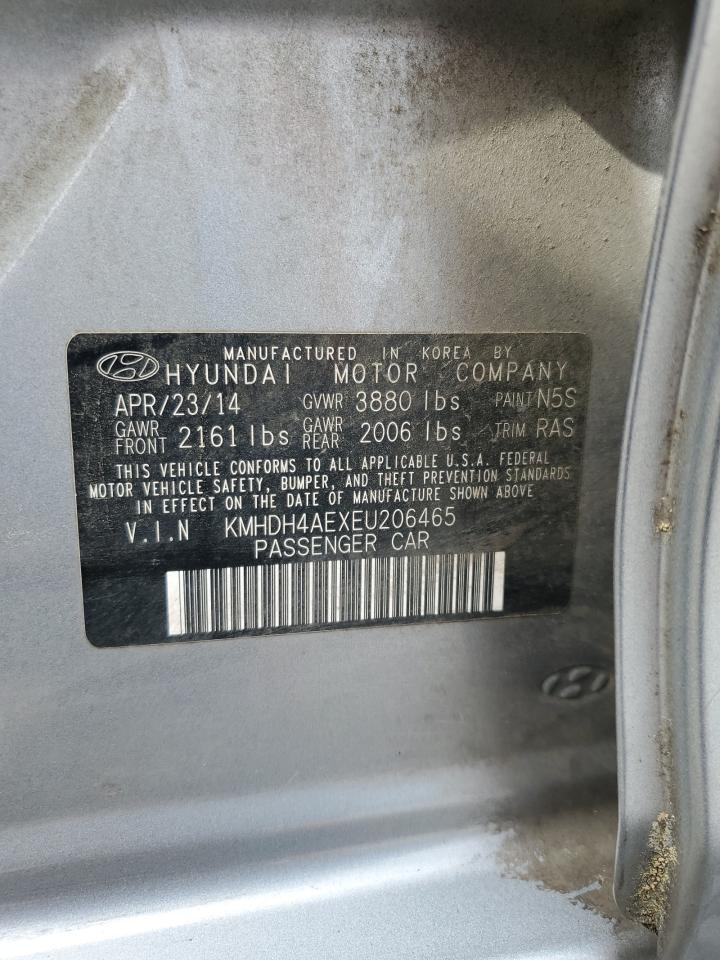 MANUFACTURED IN KOREA BY
HYUNDAI MOTOR COMPANY
APR/23/14 GVWR 3880 lbs PAINT N5S
GAWR FRONT 2161 lbs GAWR REAR 2006 lbs TRIM RAS
THIS VEHICLE CONFORMS TO ALL APPLICABLE U.S.A. FEDERAL
MOTOR VEHICLE SAFETY, BUMPER, AND THEFT PREVENTION STANDARDS
IN EFFECT ON THE DATE OF MANUFACTURE SHOWN ABOVE.
V.I.N KMHDH4AEXEU206465
PASSENGER CAR